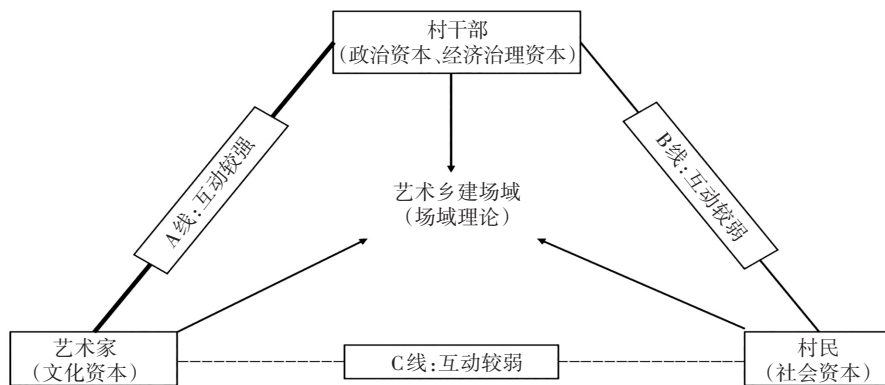 村干部
（政治资本、经济治理资本）
A线：互动较强
B线：互动较弱
艺术乡建场域
（场域理论）
艺术家
（文化资本）
C线：互动较弱
村民
（社会资本）